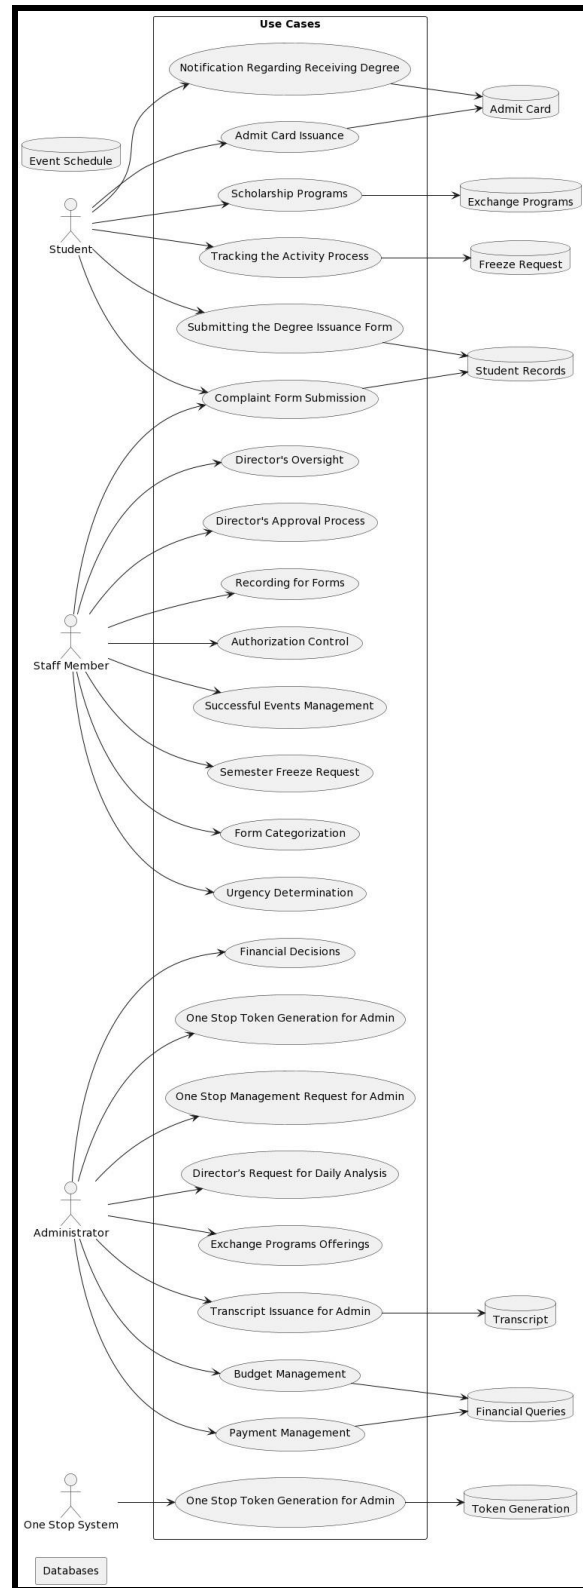 Use Cases
Notification Regarding Receiving Degree
Admit Card
Admit Card Issuance
Event Schedule
Scholarship Programs
Exchange Programs
Student
Tracking the Activity Process
Freeze Request
Submitting the Degree Issuance Form
Student Records
Complaint Form Submission
Director's Oversight
Director's Approval Process
Recording for Forms
Authorization Control
Staff Member
Successful Events Management
Semester Freeze Request
Form Categorization
Urgency Determination
Financial Decisions
One Stop Token Generation for Admin
One Stop Management Request for Admin
Director's Request for Daily Analysis
Administrator
Exchange Programs Offerings
Transcript Issuance for Admin
Transcript
Budget Management
Financial Queries
Payment Management
One Stop Token Generation for Admin
Token Generation
One Stop System
Databases